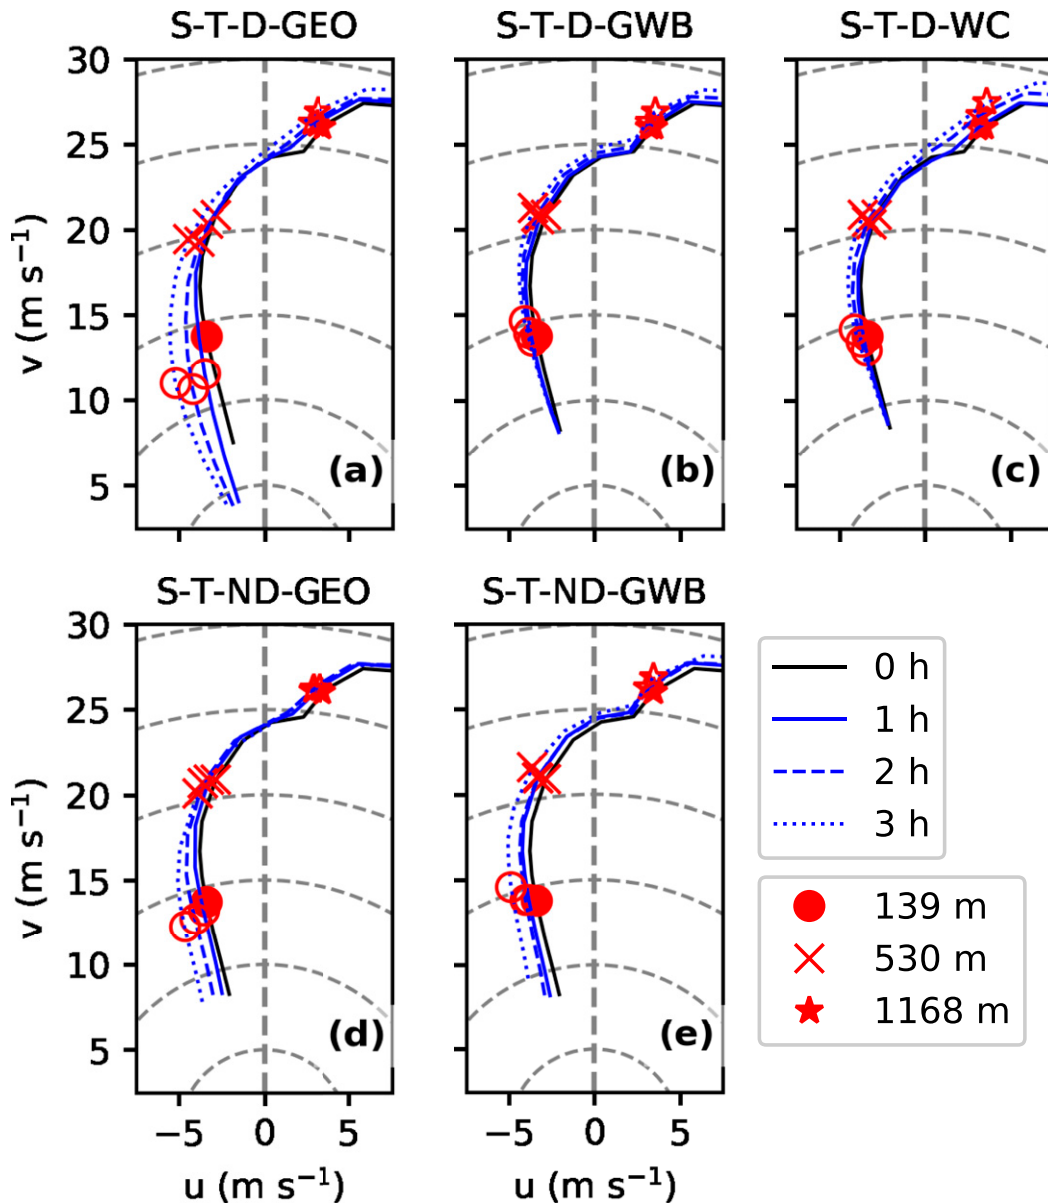 S-T-D-GEO
S-T-D-GWB
S-T-D-WC
30
25
20
15
10
5
v (m s⁻¹)
(a)
(b)
(c)
S-T-ND-GEO
S-T-ND-GWB
30
25
20
15
10
5
v (m s⁻¹)
(d)
(e)
−5 0 5
−5 0 5
u (m s⁻¹)
u (m s⁻¹)
0 h
1 h
2 h
3 h
139 m
530 m
1168 m